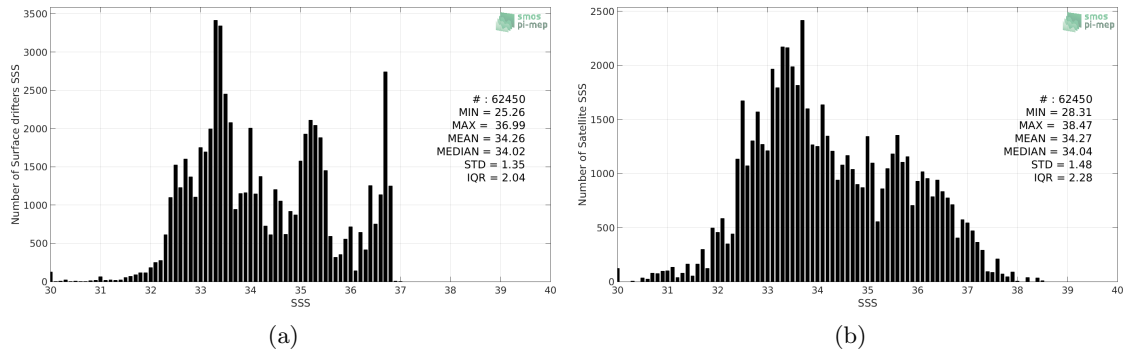 smos
pi-mep
3500
3000
2500
2000
1500
1000
500
0
Number of Surface drifters SSS
# : 62450
MIN = 25.26
MAX = 36.99
MEAN = 34.26
MEDIAN = 34.02
STD = 1.35
IQR = 2.04
30 31 32 33 34 35 36 37 38 39 40
SSS
(a)
smos
pi-mep
2500
2000
1500
1000
500
0
Number of Satellite SSS
# : 62450
MIN = 28.31
MAX = 38.47
MEAN = 34.27
MEDIAN = 34.04
STD = 1.48
IQR = 2.28
30 31 32 33 34 35 36 37 38 39 40
SSS
(b)